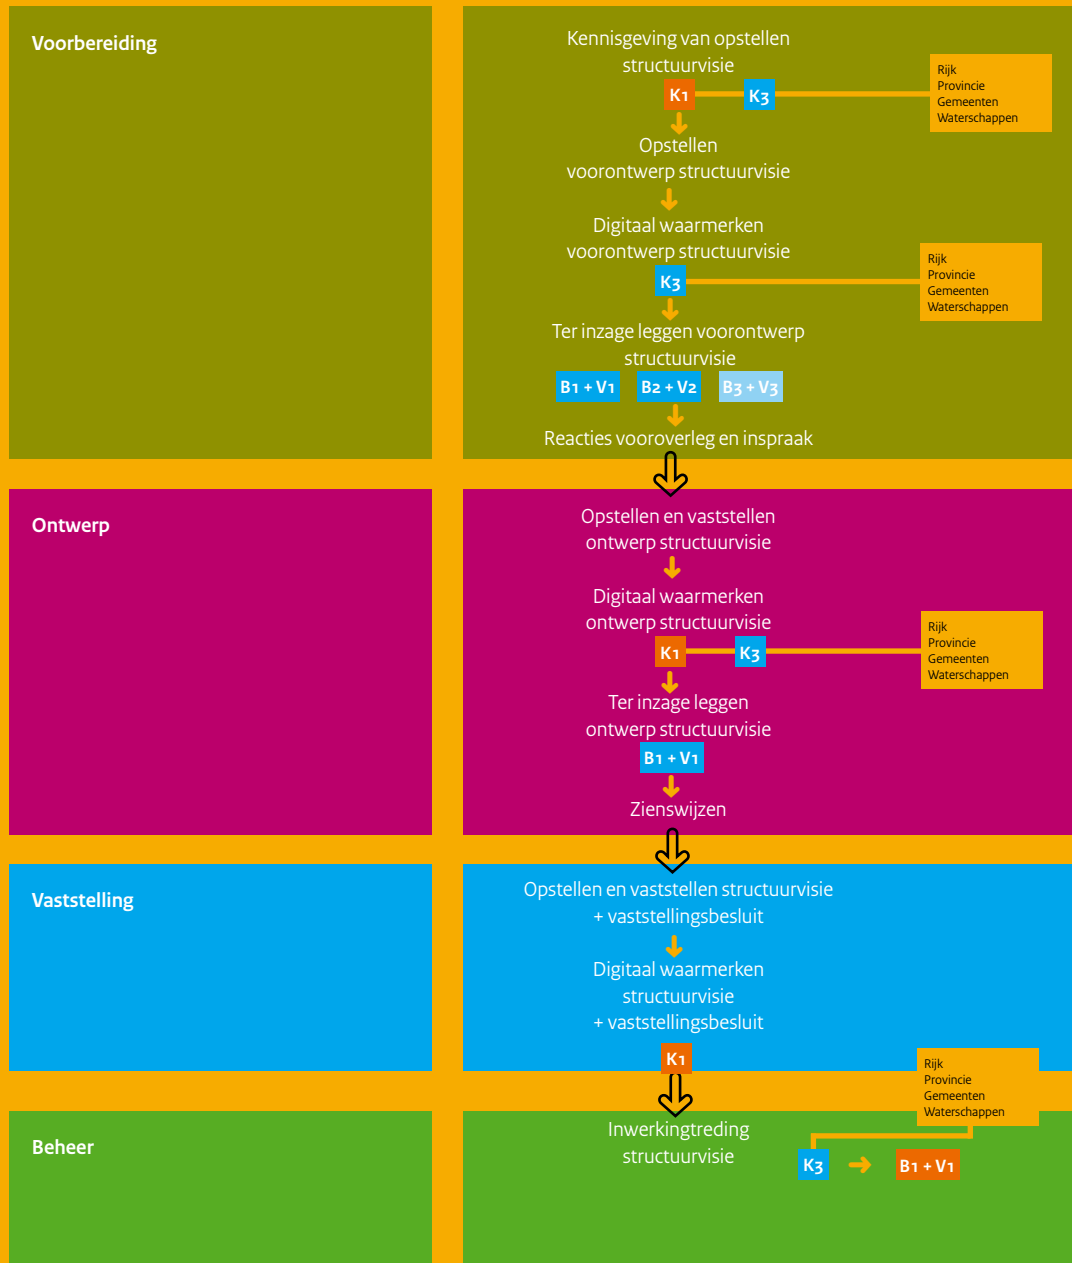 Voorbereiding
Kennisgeving van opstellen
structuurvisie
K1
K3
Rijk
Provincie
Gemeenten
Waterschappen
Opstellen
voorontwerp structuurvisie
Digitaal waarmerken
voorontwerp structuurvisie
K3
Rijk
Provincie
Gemeenten
Waterschappen
Ter inzage leggen voorontwerp
structuurvisie
B1 + V1
B2 + V2
B3 + V3
Reacties vooroverleg en inspraak
Ontwerp
Opstellen en vaststellen
ontwerp structuurvisie
Digitaal waarmerken
ontwerp structuurvisie
K1
K3
Rijk
Provincie
Gemeenten
Waterschappen
Ter inzage leggen
ontwerp structuurvisie
B1 + V1
Zienswijzen
Vaststelling
Opstellen en vaststellen structuurvisie
+ vaststellingsbesluit
Digitaal waarmerken
structuurvisie
+ vaststellingsbesluit
K1
Rijk
Provincie
Gemeenten
Waterschappen
Beheer
Inwerkingtreding
structuurvisie
K3
B1 + V1